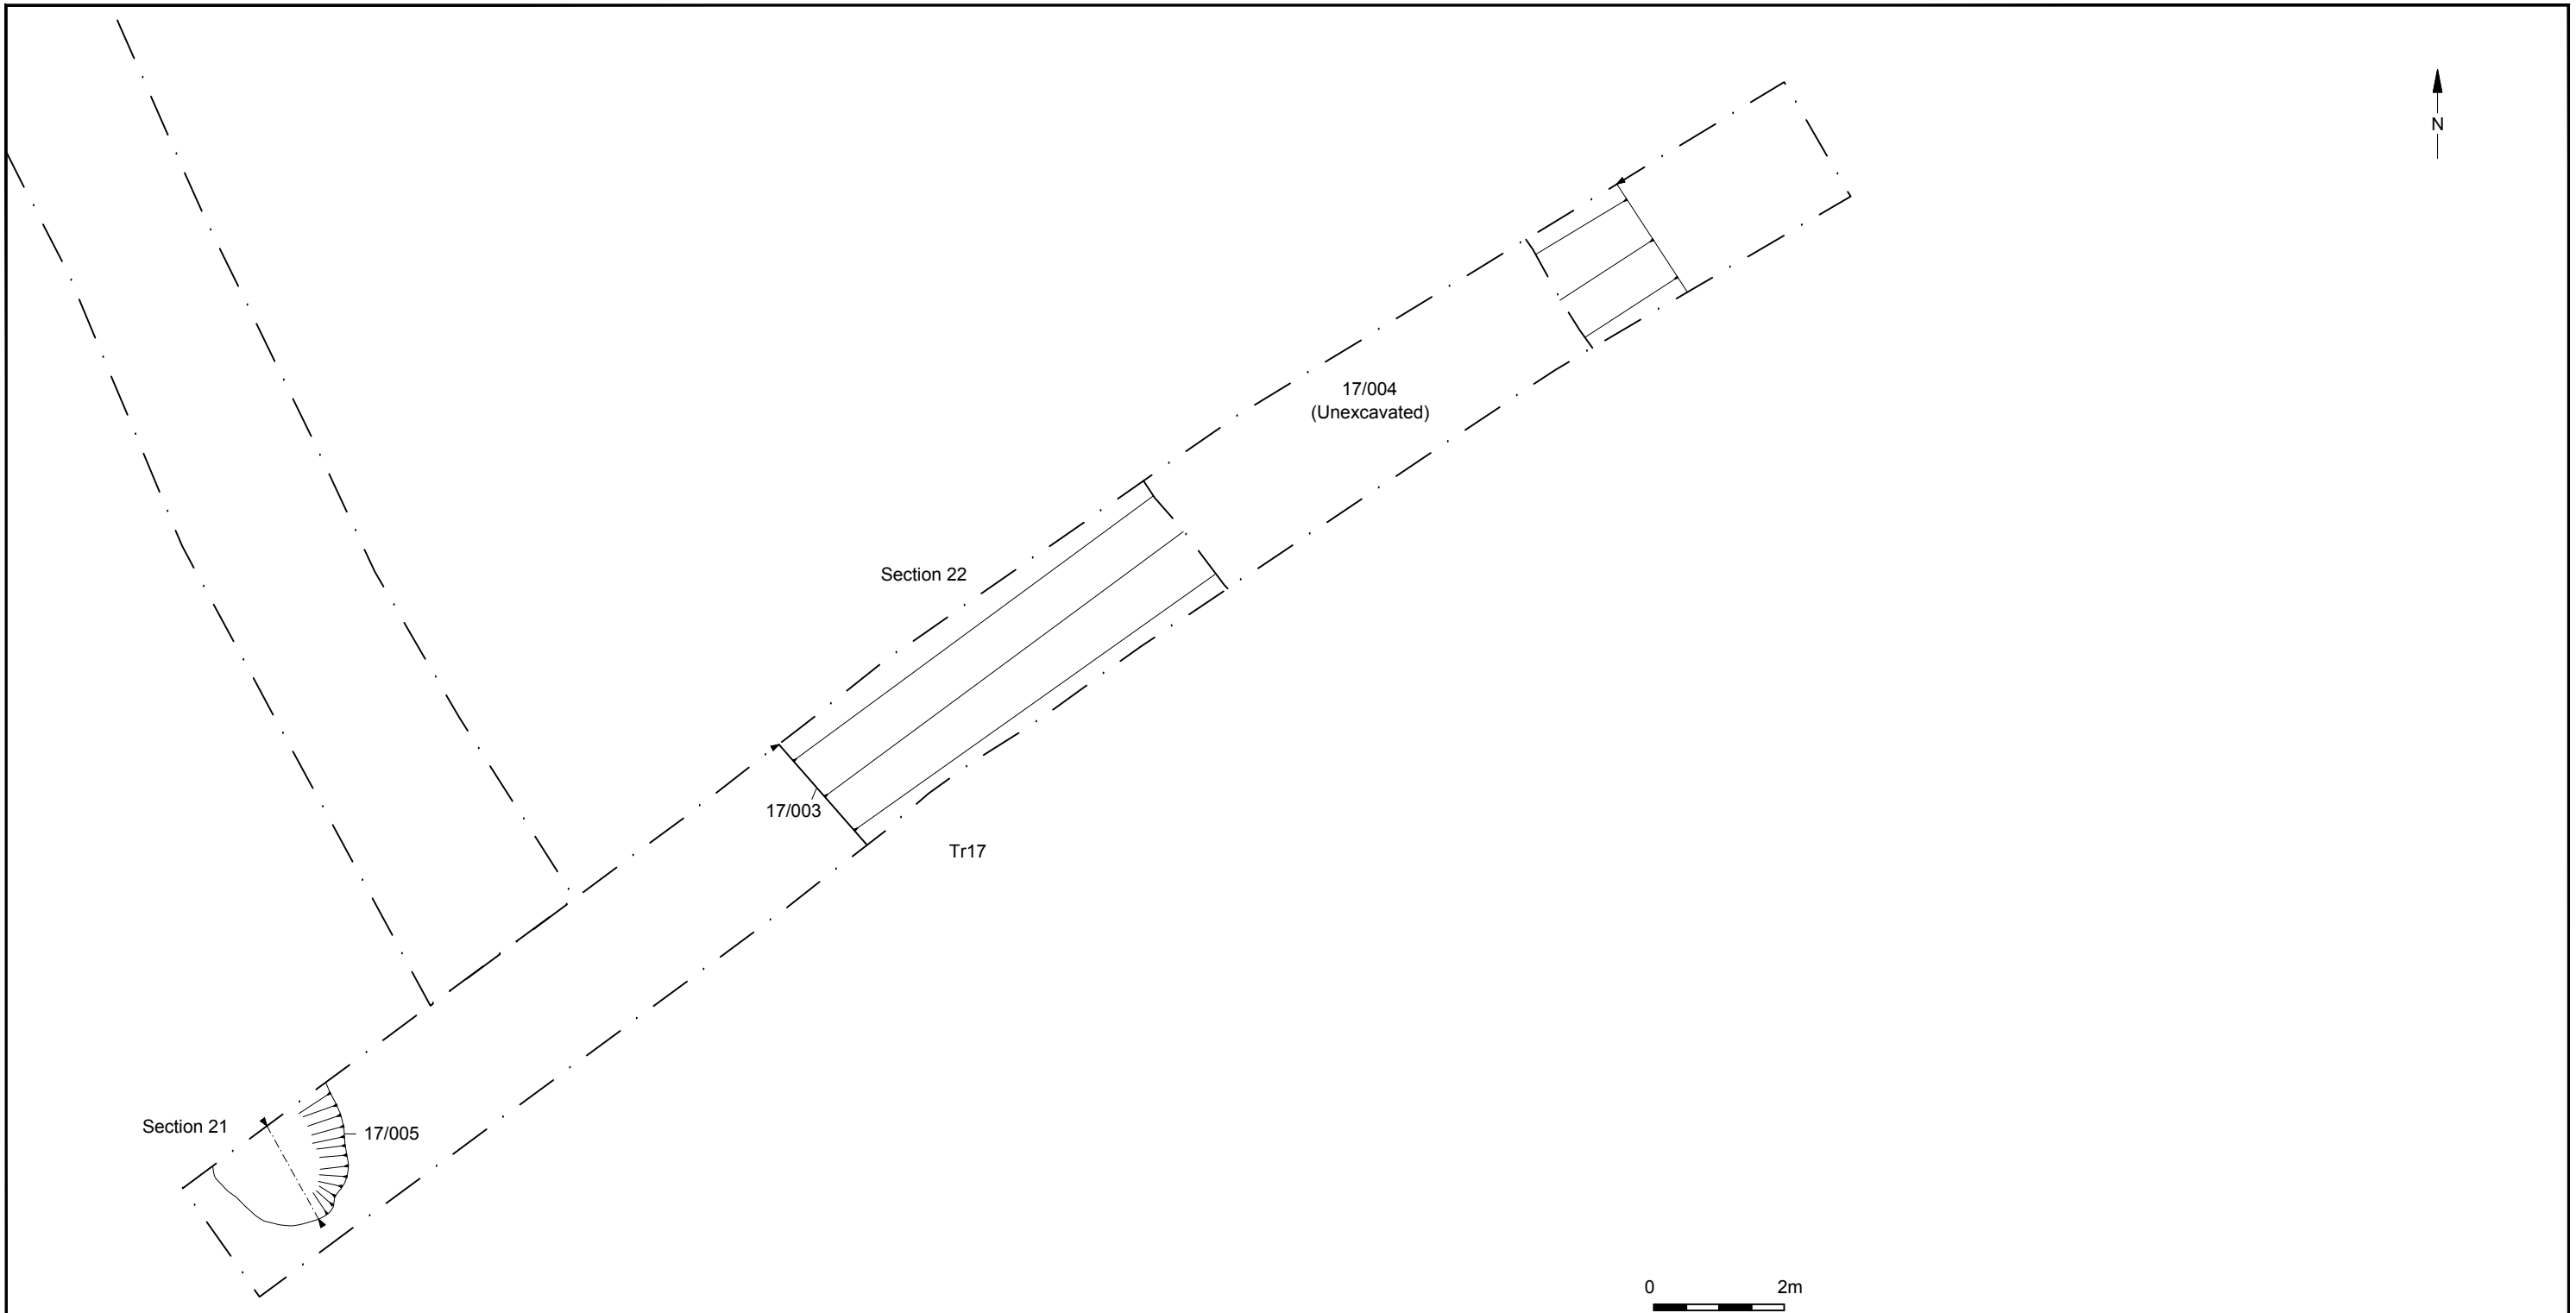 N
17/004
(Unexcavated)
Section 22
17/003
Tr17
Section 21
17/005
0 2m